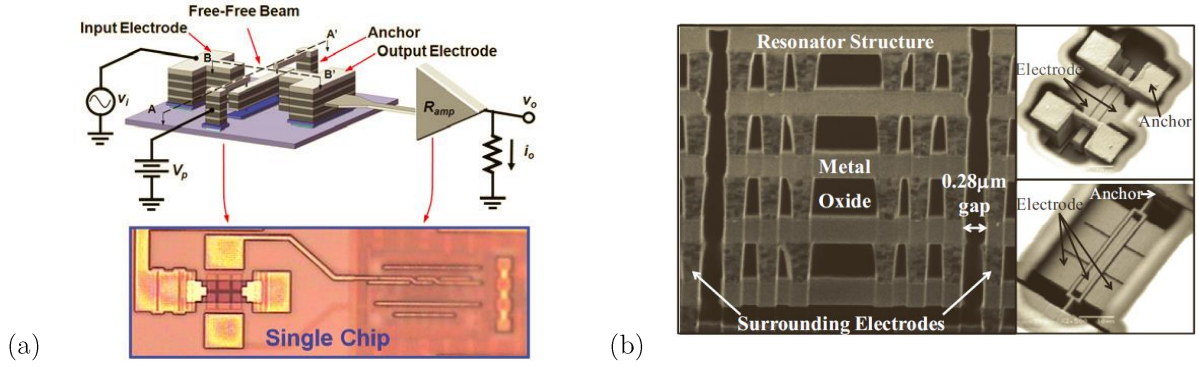 Free-Free Beam
Input Electrode
A'
Anchor
Output Electrode
B
B'
A
v_i
R_amp
v_o
i_o
V_p
Single Chip
(a)
Resonator Structure
Metal
Oxide
0.28μm
gap
Surrounding Electrodes
Electrode
Anchor
Anchor
Electrode
(b)